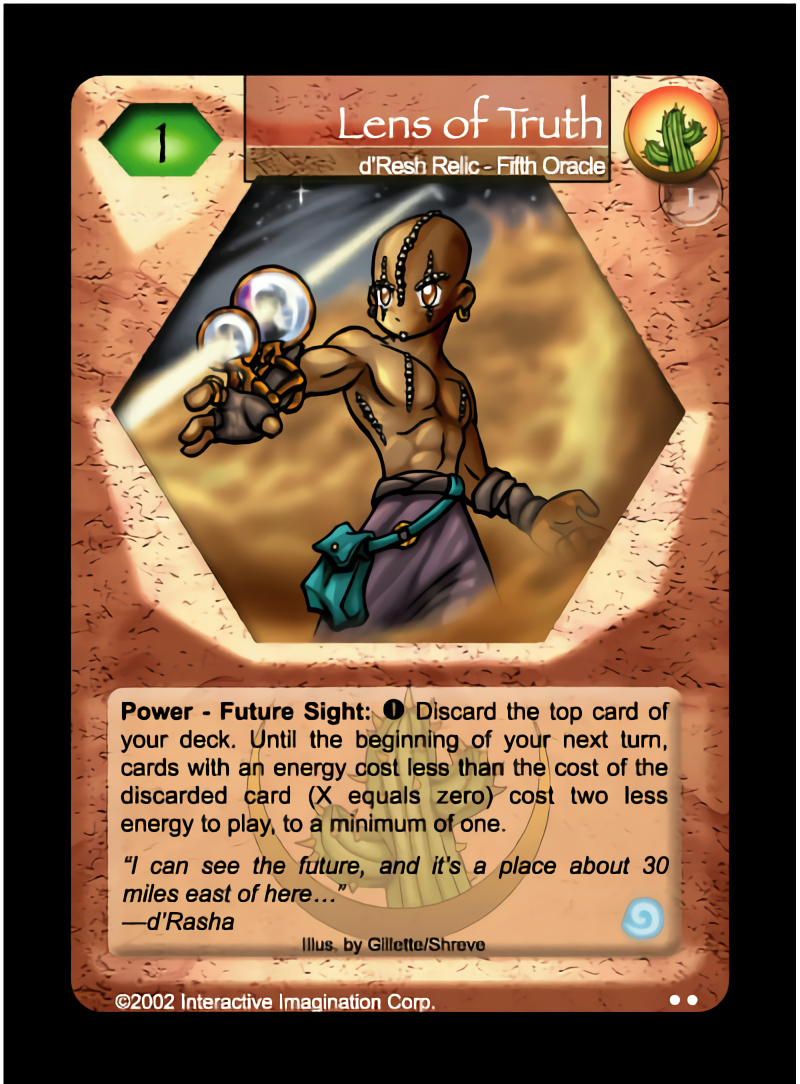 1
Lens of Truth
d'Resh Relic - Fifth Oracle
1
Power - Future Sight: ❶ Discard the top card of
your deck. Until the beginning of your next turn,
cards with an energy cost less than the cost of the
discarded card (X equals zero) cost two less
energy to play, to a minimum of one.
“I can see the future, and it's a place about 30
miles east of here…”
—d'Rasha
Illus. by Gillette/Shrove
©2002 Interactive Imagination Corp.